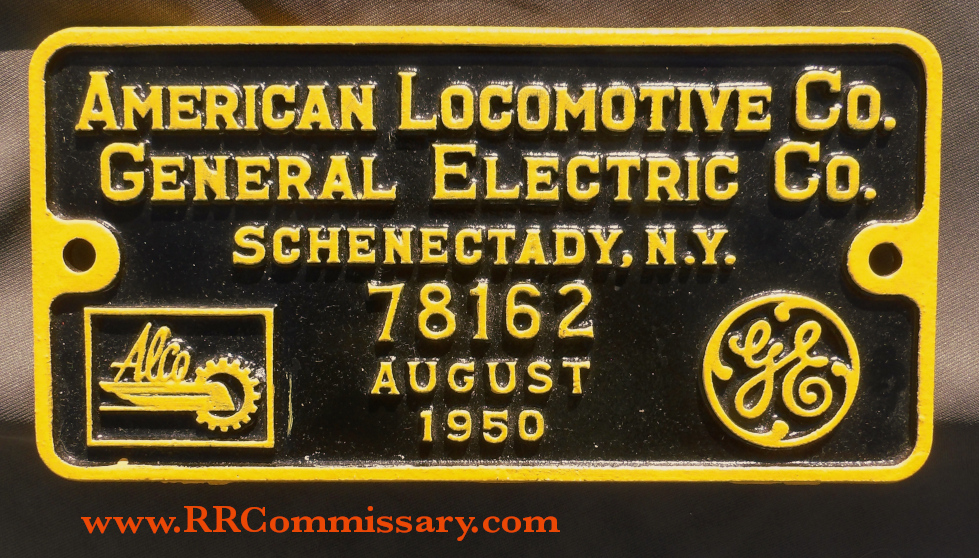 AMERICAN LOCOMOTIVE CO.
GENERAL ELECTRIC CO.
SCHENECTADY, N.Y.
78162
AUGUST
1950
Alco
GE
www.RRCommissary.com